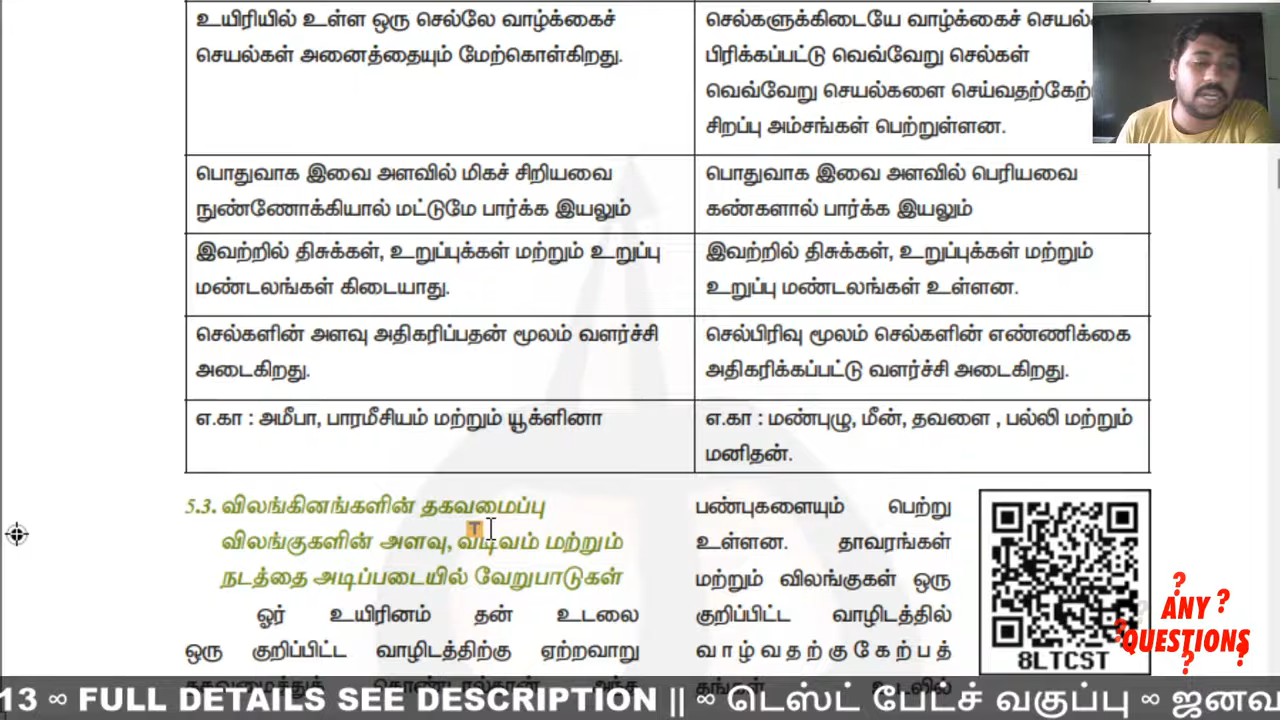 உயிரியில் உள்ள ஒரு செல்லே வாழ்க்கைச்
செயல்கள் அனைத்தையும் மேற்கொள்கிறது.
செல்களுக்கிடையே வாழ்க்கைச்
பிரிக்கப்பட்டு வெவ்வேறு செல்கள்
வெவ்வேறு செயல்களை
சிறப்பு அம்சங்கள் பெற்றுள்ளன.
பொதுவாக இவை அளவில் மிகச் சிறியவை
நுண்ணோக்கியால் மட்டுமே பார்க்க இயலும்
பொதுவாக இவை அளவில் பெரியவை
கண்களால் பார்க்க இயலும்
இவற்றில் திசுக்கள், உறுப்புக்கள் மற்றும் உறுப்பு
மண்டலங்கள் கிடையாது.
இவற்றில் திசுக்கள், உறுப்புக்கள் மற்றும்
உறுப்பு மண்டலங்கள் உள்ளன.
செல்களின் அளவு அதிகரிப்பதன் மூலம் வளர்ச்சி
அடைகிறது.
செல்பிரிவு மூலம் செல்களின் எண்ணிக்கை
அதிகரிக்கப்பட்டு வளர்ச்சி அடைகிறது.
எ.கா : அமீபா, பாரமீசியம் மற்றும் யூக்ளினா
எ.கா : மண்புழு, மீன், தவளை , பல்லி மற்றும்
மனிதன்.
5.3. விலங்கினங்களின் தகவமைப்பு
விலங்குகளின் அளவு, வடிவம் மற்றும்
நடத்தை அடிப்படையில் வேறுபாடுகள்
ஓர் உயிரினம் தன் உடலை
ஒரு குறிப்பிட்ட வாழிடத்திற்கு ஏற்றவாறு
பண்புகளையும் பெற்று
உள்ளன. தாவரங்கள்
மற்றும் விலங்குகள் ஒரு
குறிப்பிட்ட வாழிடத்தில்
வாழ்வதற்குகேற்பத்
8LTCST
ANY
QUESTIONS
13 ∞ FULL DETAILS SEE DESCRIPTION || ∞ டெஸ்ட் பேட்ச் வகுப்பு ∞